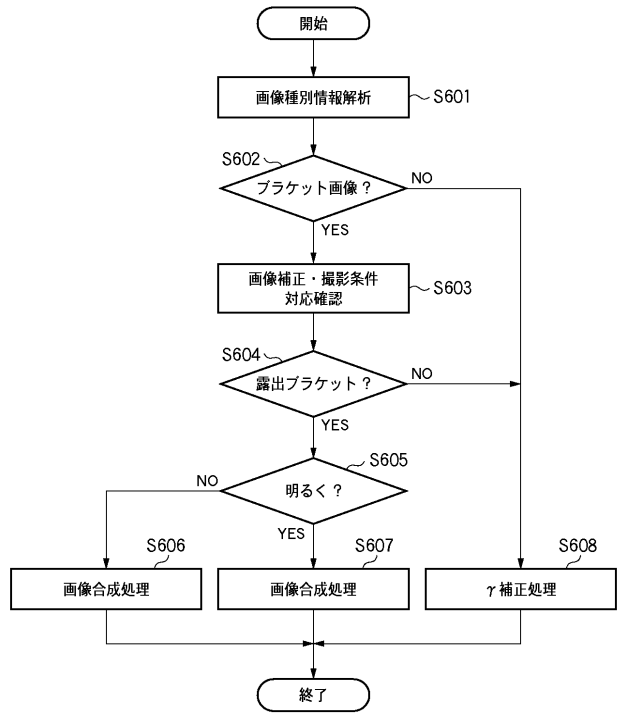 開始
画像種別情報解析
S601
S602
ブラケット画像？
NO
YES
画像補正・撮影条件
対応確認
S603
S604
露出ブラケット？
NO
YES
S605
明るく？
NO
YES
S606
画像合成処理
S607
画像合成処理
S608
γ補正処理
終了